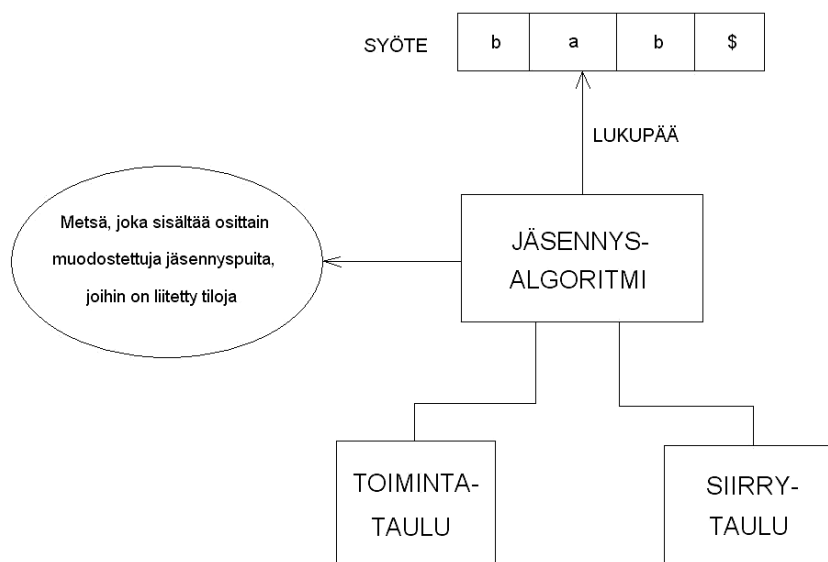 SYÖTE b a b $
LUKUPÄÄ
Metsä, joka sisältää osittain
muodostettuja jäsennyspuita,
joihin on liitetty tiloja
JÄSENNYS-
ALGORITMI
TOIMINTA-
TAULU
SIIRRY-
TAULU